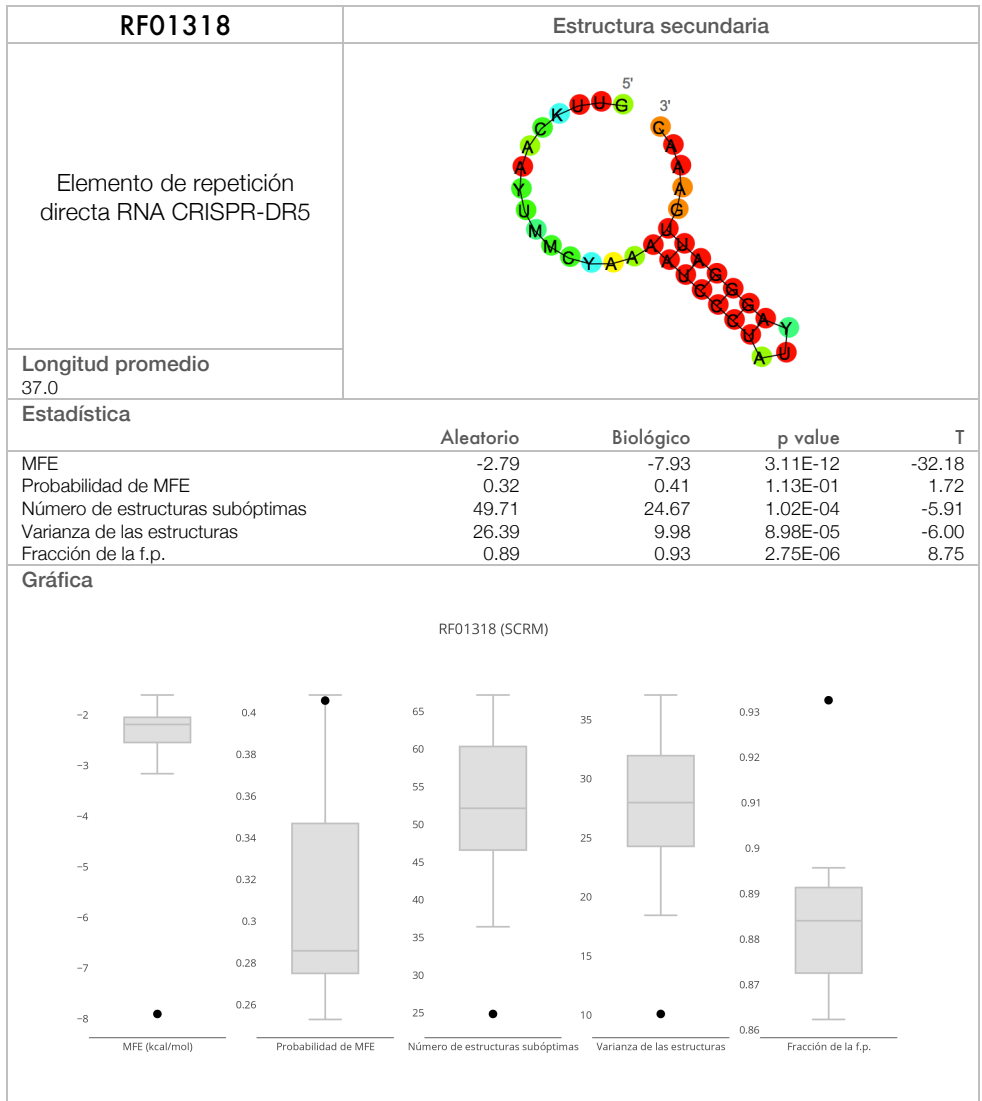 RF01318
Estructura secundaria
Elemento de repetición
directa RNA CRISPR-DR5
5'
3'
G U U K C A A Y U M M C Y A A A A U C C C U A U Y A G G G A U U G A A A C
Longitud promedio
37.0
Estadística
Aleatorio Biológico p value T
MFE -2.79 -7.93 3.11E-12 -32.18
Probabilidad de MFE 0.32 0.41 1.13E-01 1.72
Número de estructuras subóptimas 49.71 24.67 1.02E-04 -5.91
Varianza de las estructuras 26.39 9.98 8.98E-05 -6.00
Fracción de la f.p. 0.89 0.93 2.75E-06 8.75
Gráfica
RF01318 (SCRM)
−2
−3
−4
−5
−6
−7
−8
MFE (kcal/mol)
0.4
0.38
0.36
0.34
0.32
0.3
0.28
0.26
Probabilidad de MFE
65
60
55
50
45
40
35
30
25
Número de estructuras subóptimas
35
30
25
20
15
10
Varianza de las estructuras
0.93
0.92
0.91
0.9
0.89
0.88
0.87
0.86
Fracción de la f.p.